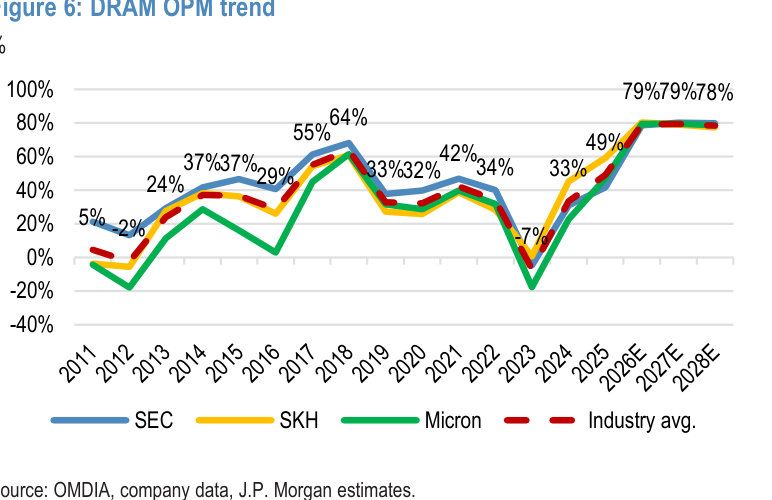 igure 6: DRAM OPM trend
%
100%
80%
60%
40%
20%
0%
-20%
-40%
5% -2% 24% 37% 37% 29% 55% 64% 33% 32% 42% 34% -7% 33% 49% 79% 79% 78%
2011 2012 2013 2014 2015 2016 2017 2018 2019 2020 2021 2022 2023 2024 2025 2026E 2027E 2028E
SEC SKH Micron Industry avg.
ource: OMDIA, company data, J.P. Morgan estimates.